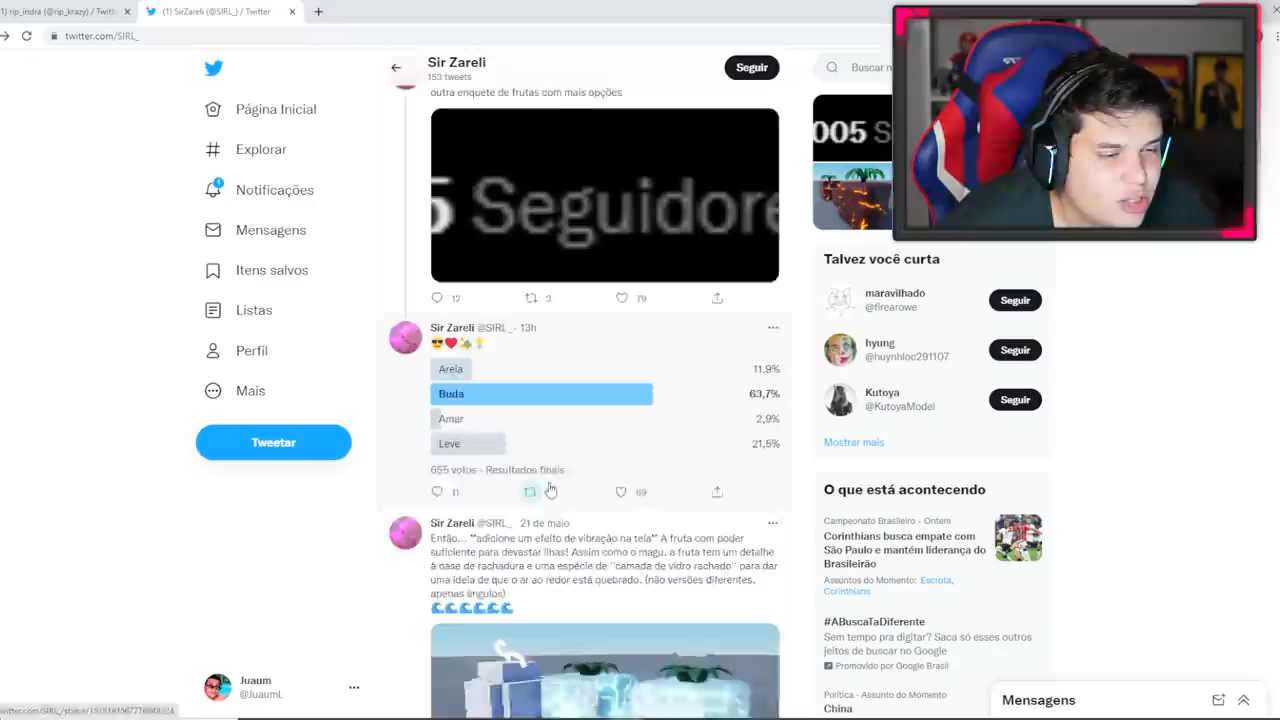 1) rip_indra (@rip_krazy) / Twitte
(1) SirZareli (@SIRL_) / Twitter
twitter.com/SIRL_
Página Inicial
Explorar
Notificações
Mensagens
Itens salvos
Listas
Perfil
Mais
Tweetar
Juaum
@JuaumL
Sir Zareli
153 tweets
Seguir
outra enquete de frutas com mais opções
5 Seguidore
12
3
79
Sir Zareli @SIRL_ · 13h
😎❤️
Areia 11,9%
Buda 63,7%
Amar 2,9%
Leve 21,5%
655 votos · Resultados finais
11
69
Sir Zareli @SIRL_ · 21 de maio
Então... "adicione um efeito de vibração na tela" A fruta com poder
suficiente para devastar ilhas! Assim como o magu, a fruta tem um detalhe
à base de rachadura e uma espécie de "camada de vidro rachado" para dar
uma ideia de que o ar ao redor está quebrado. (não versões diferentes,
apenas ângulos)
🌊🌊🌊🌊🌊🌊
Buscar n
005 S
Talvez você curta
maravilhado
@firearowe
Seguir
hyung
@huynhloc291107
Seguir
Kutoya
@KutoyaModel
Seguir
Mostrar mais
O que está acontecendo
Campeonato Brasileiro · Ontem
Corinthians busca empate com
São Paulo e mantém liderança do
Brasileirão
Assuntos do Momento: Escrota,
Corinthians
#ABuscaTaDiferente
Sem tempo pra digitar? Saca só esses outros
jeitos de buscar no Google
Promovido por Google Brasil
Política · Assunto do Momento
China
Mensagens